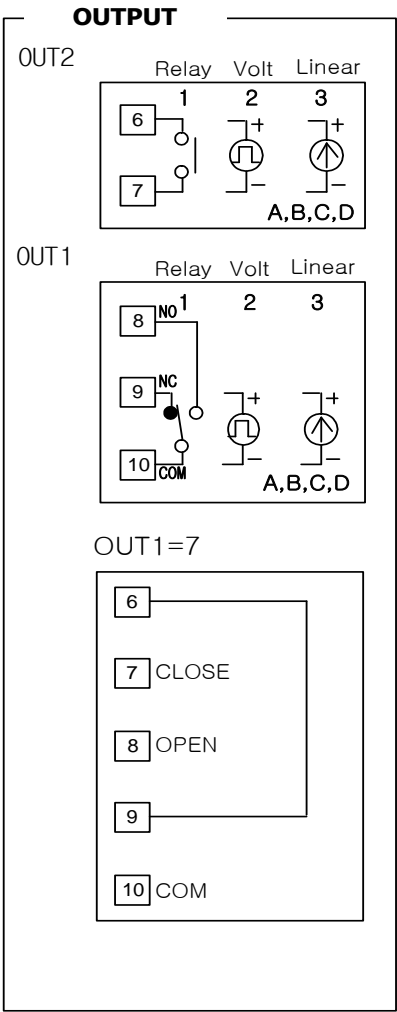 OUTPUT
OUT2
Relay Volt Linear
1 2 3
6
+ +
7
- -
A,B,C,D
OUT1
Relay Volt Linear
1 2 3
8 NO
9 NC
+ +
10 COM
- -
A,B,C,D
OUT1=7
6
7 CLOSE
8 OPEN
9
10 COM